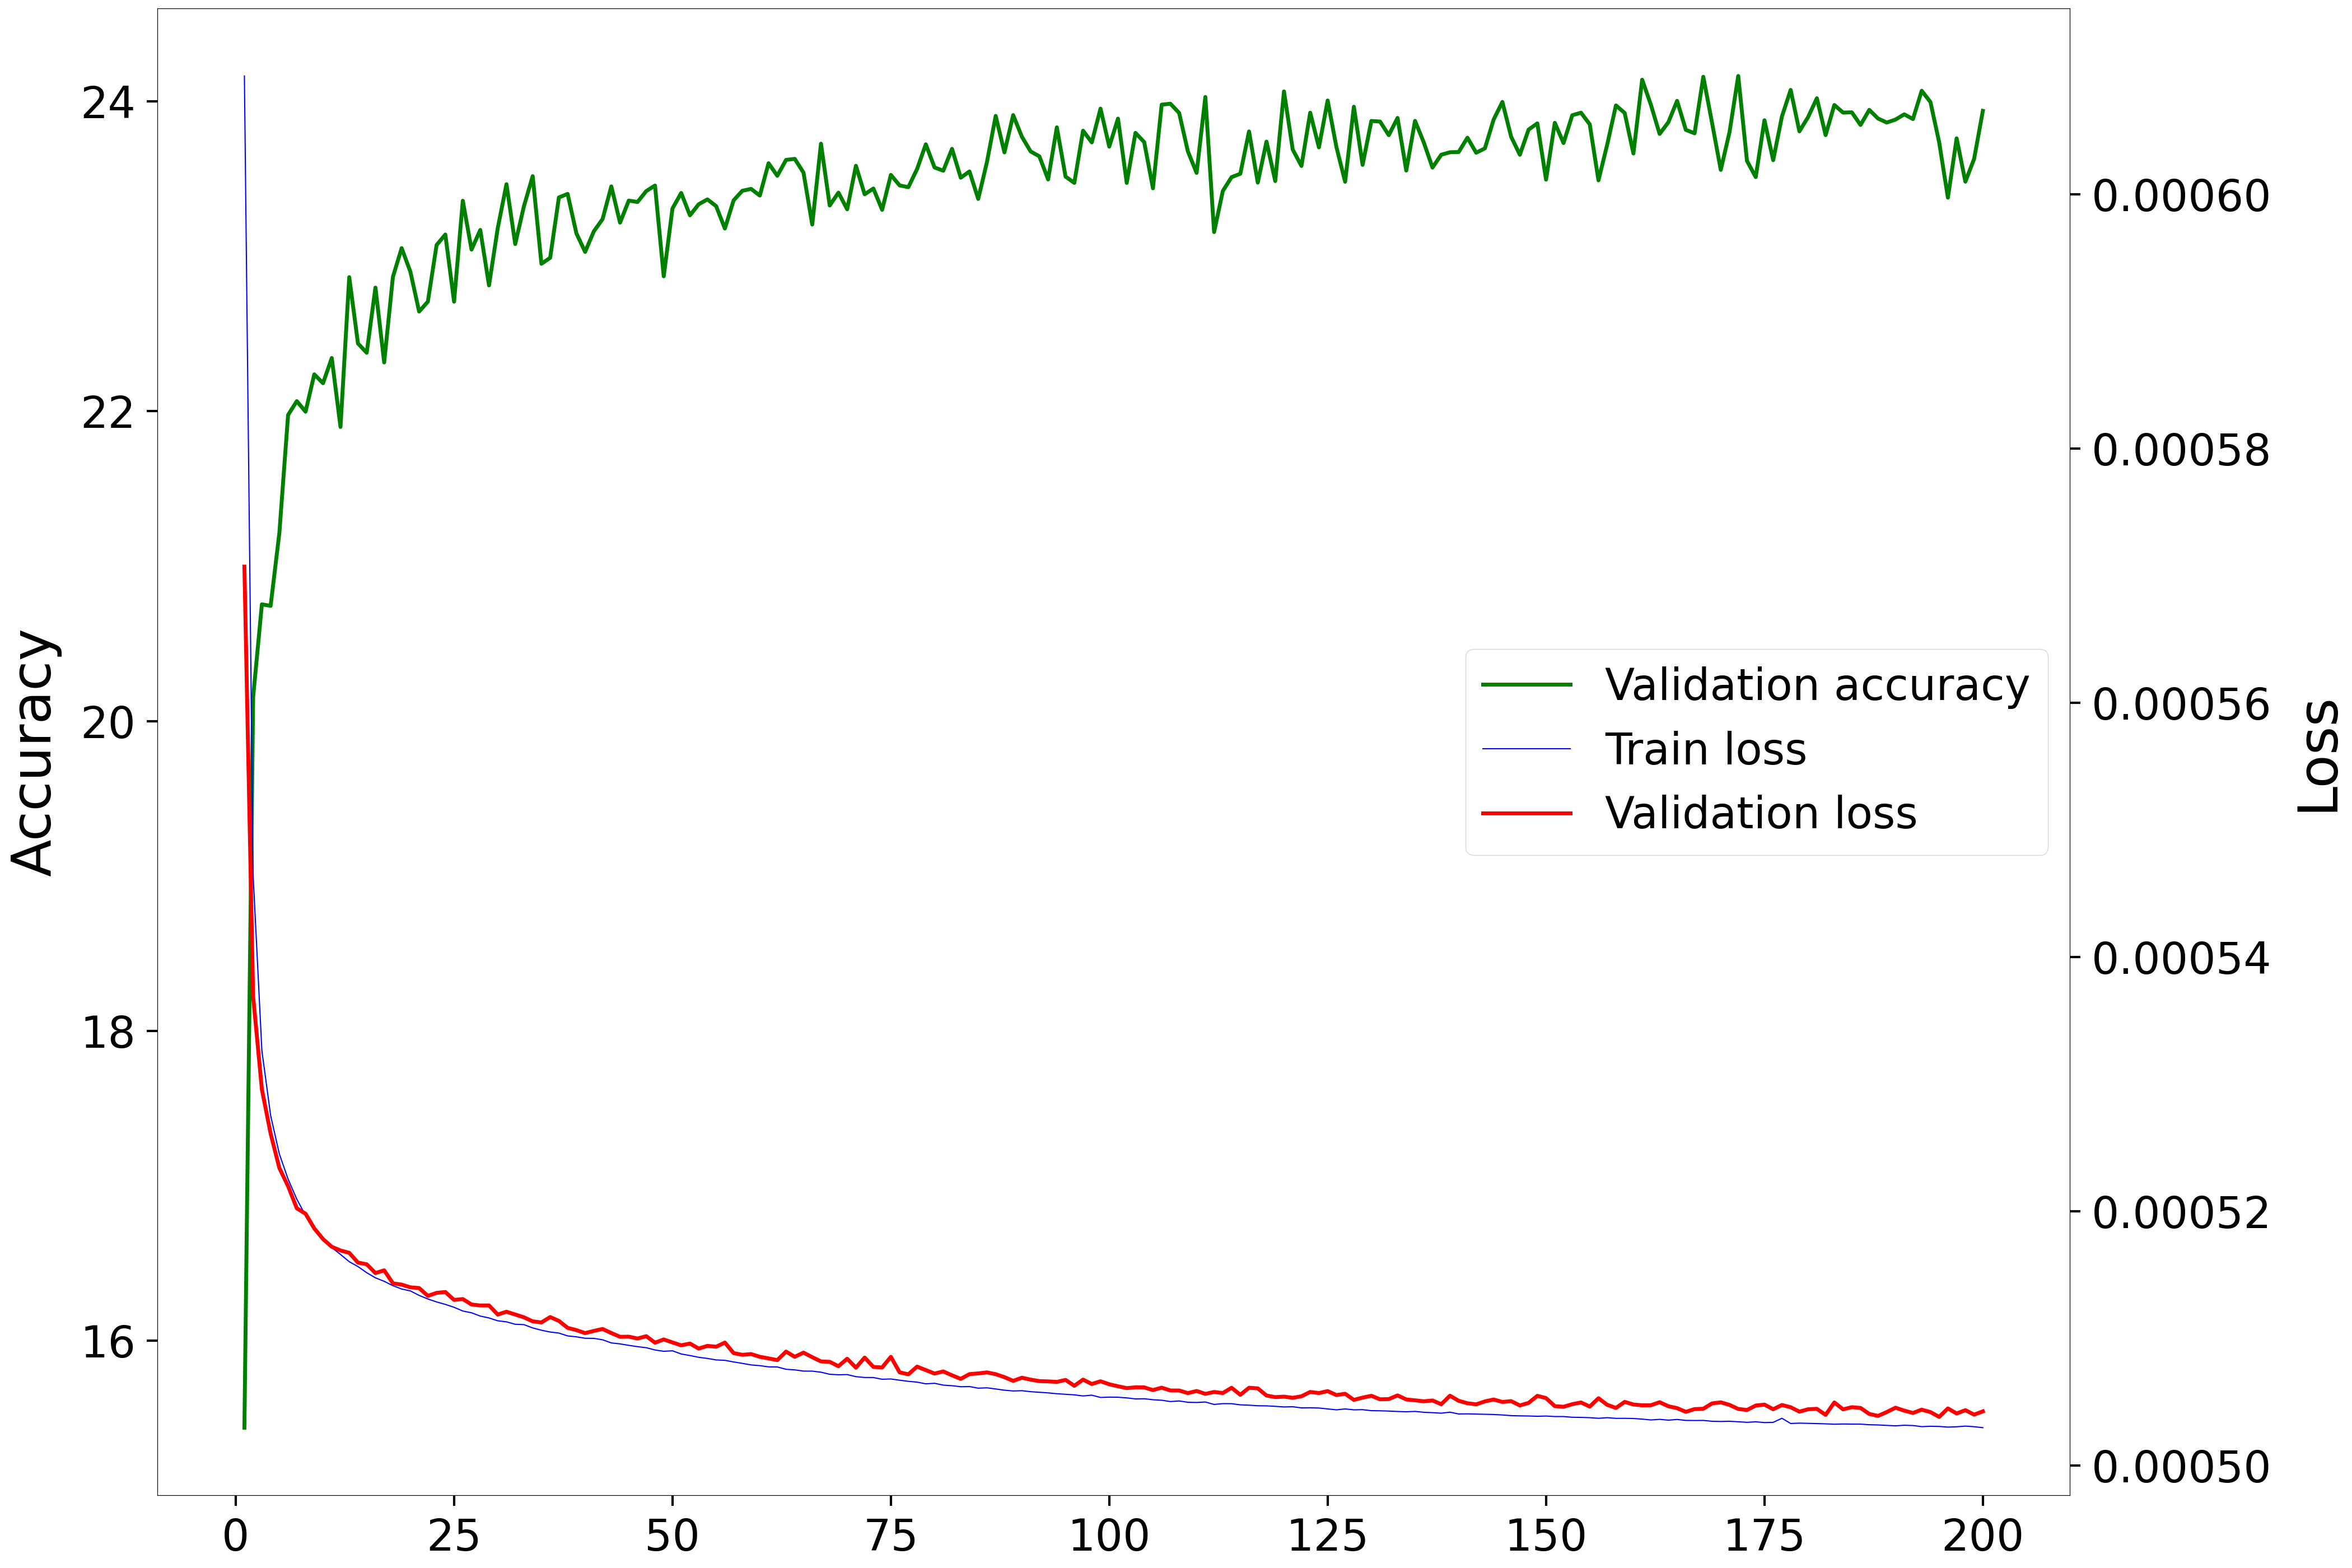 24
22
20
18
16
Accuracy
0.00060
0.00058
0.00056
0.00054
0.00052
0.00050
Loss
Validation accuracy
Train loss
Validation loss
0 25 50 75 100 125 150 175 200